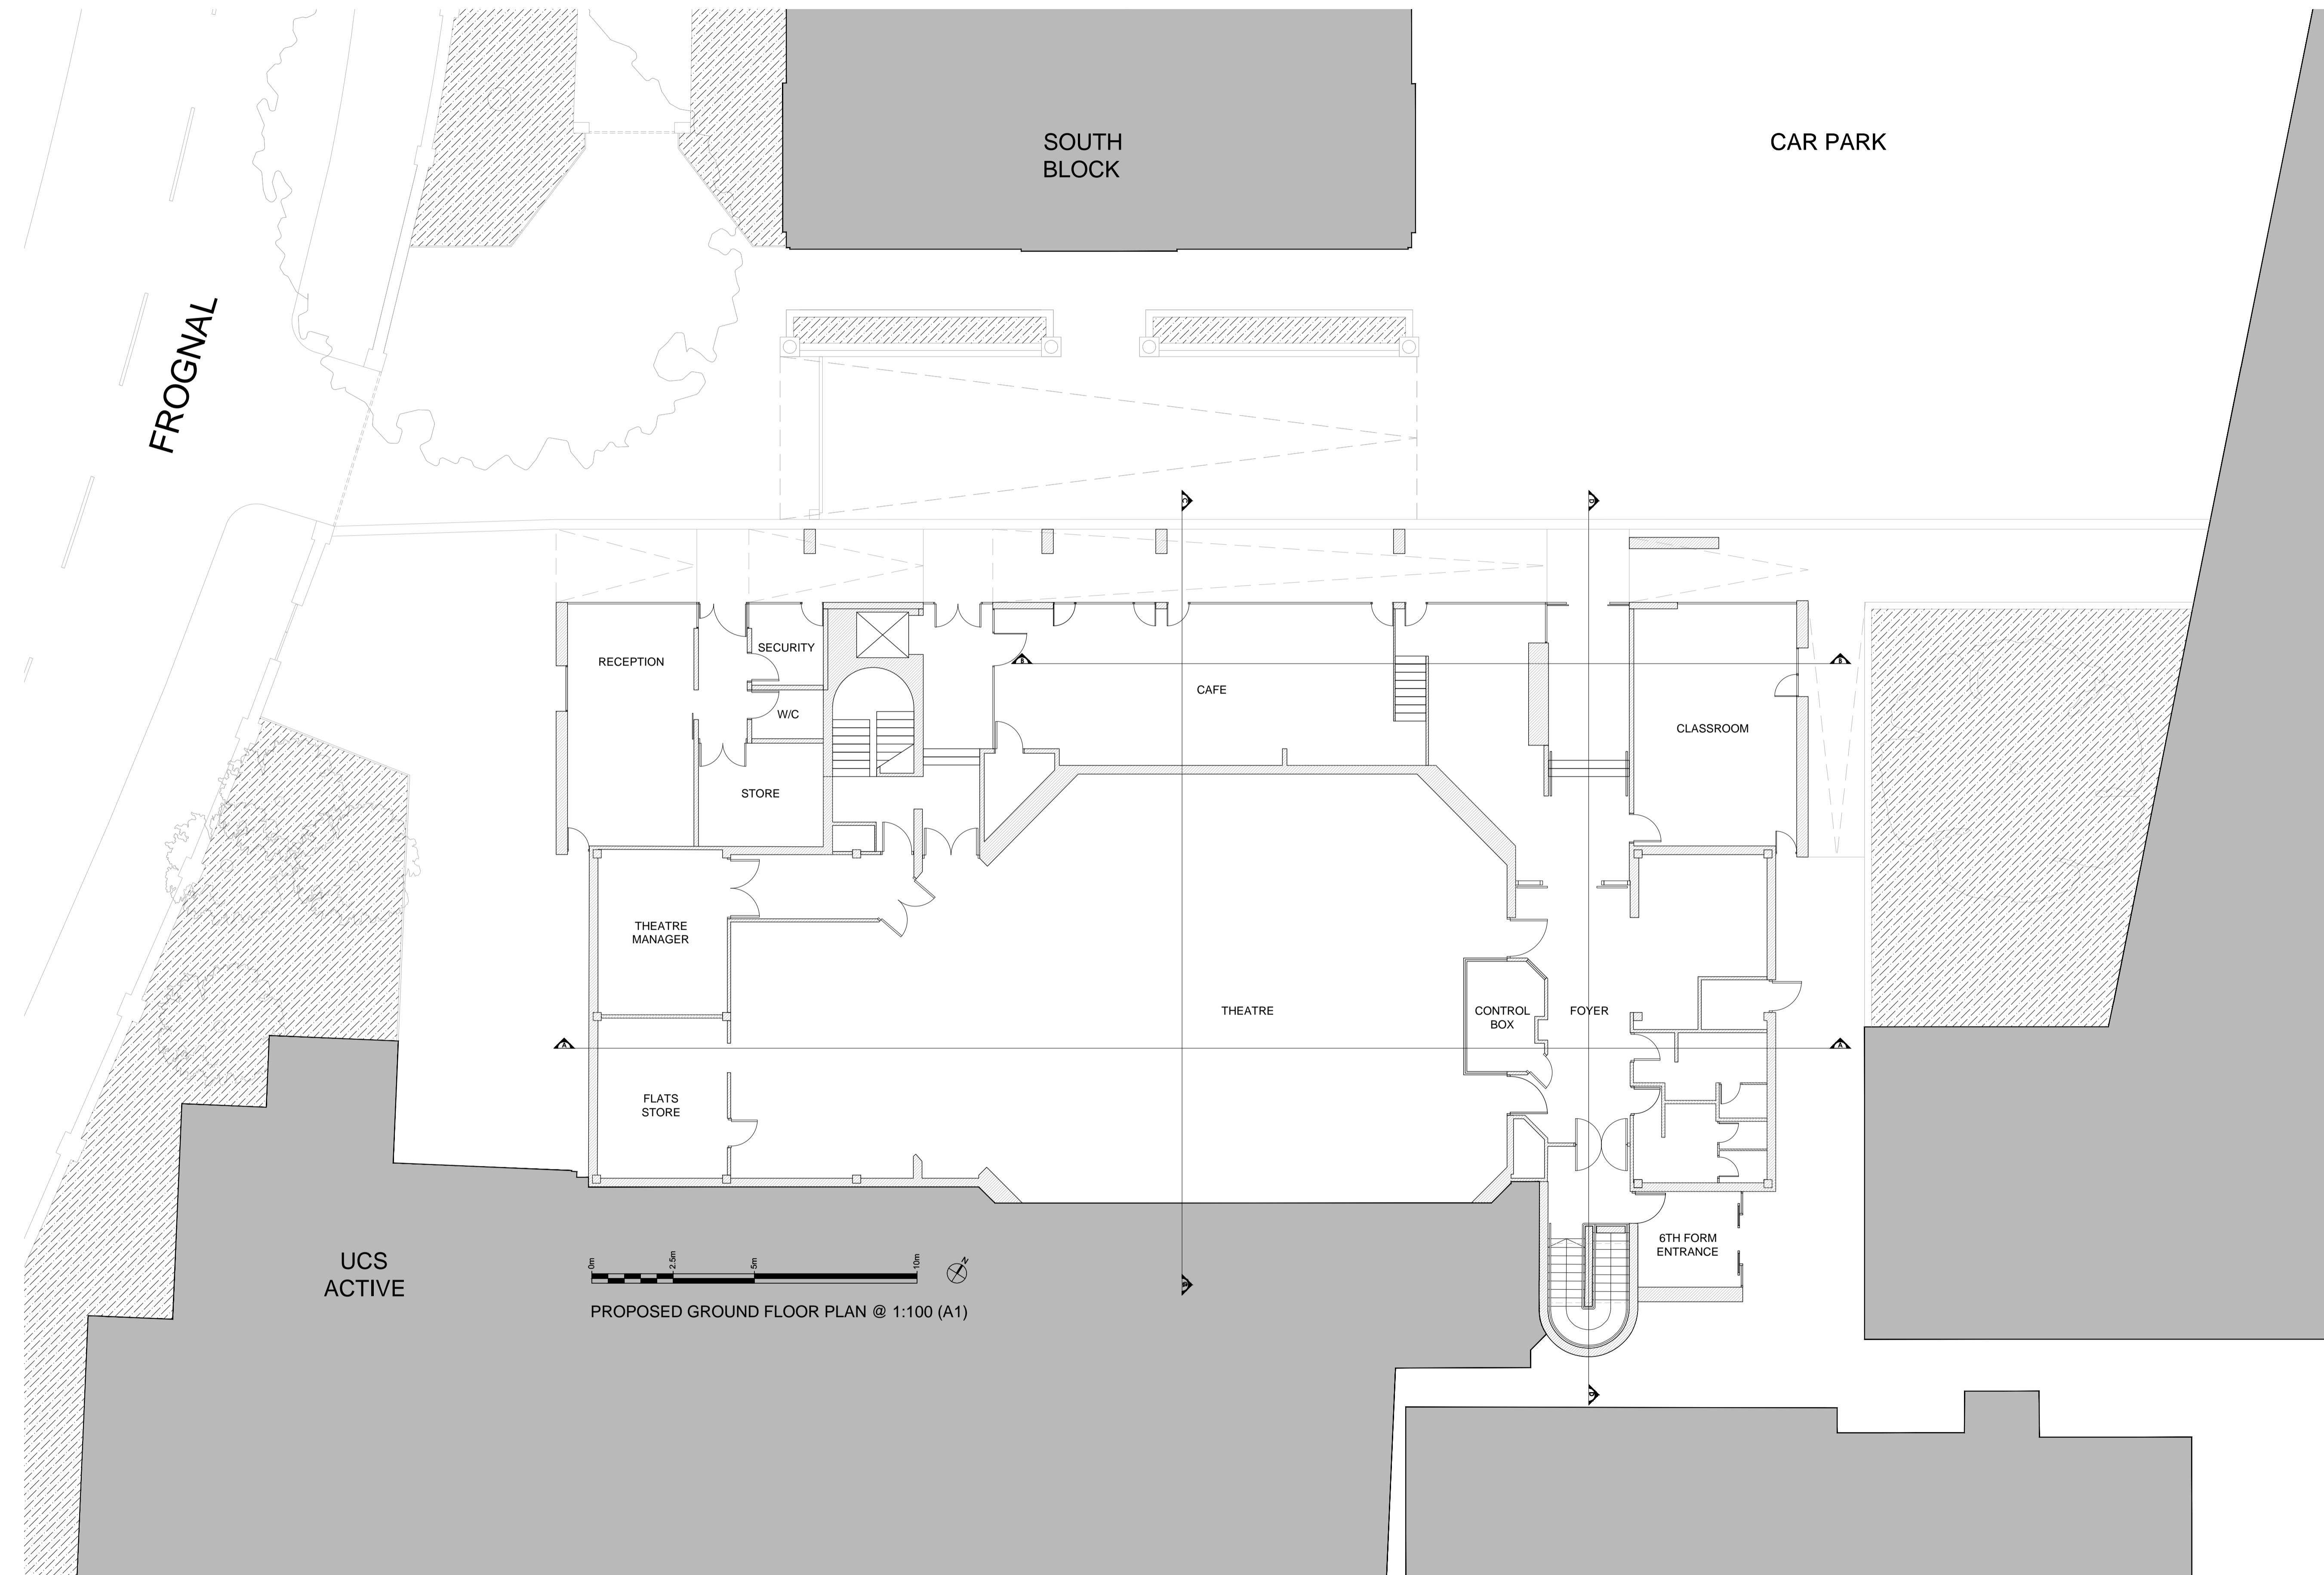 SOUTH
BLOCK
CAR PARK
FROGNAL
C
D
RECEPTION
SECURITY
B
B
CAFE
W/C
CLASSROOM
STORE
THEATRE
MANAGER
THEATRE
CONTROL
BOX
FOYER
A
A
FLATS
STORE
6TH FORM
ENTRANCE
UCS
ACTIVE
0m
2.5m
5m
10m
N
PROPOSED GROUND FLOOR PLAN @ 1:100 (A1)
D